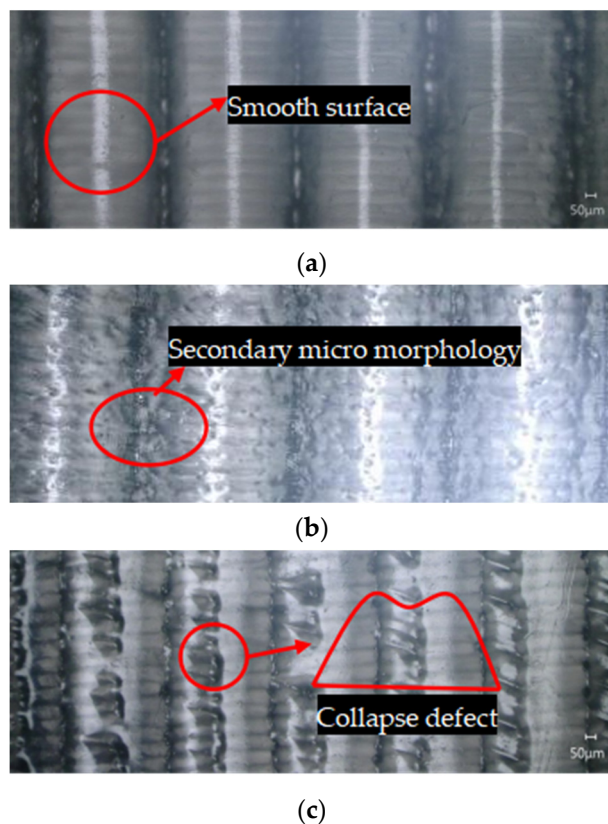 Smooth surface
50μm
(a)
Secondary micro morphology
(b)
Collapse defect
50μm
(c)